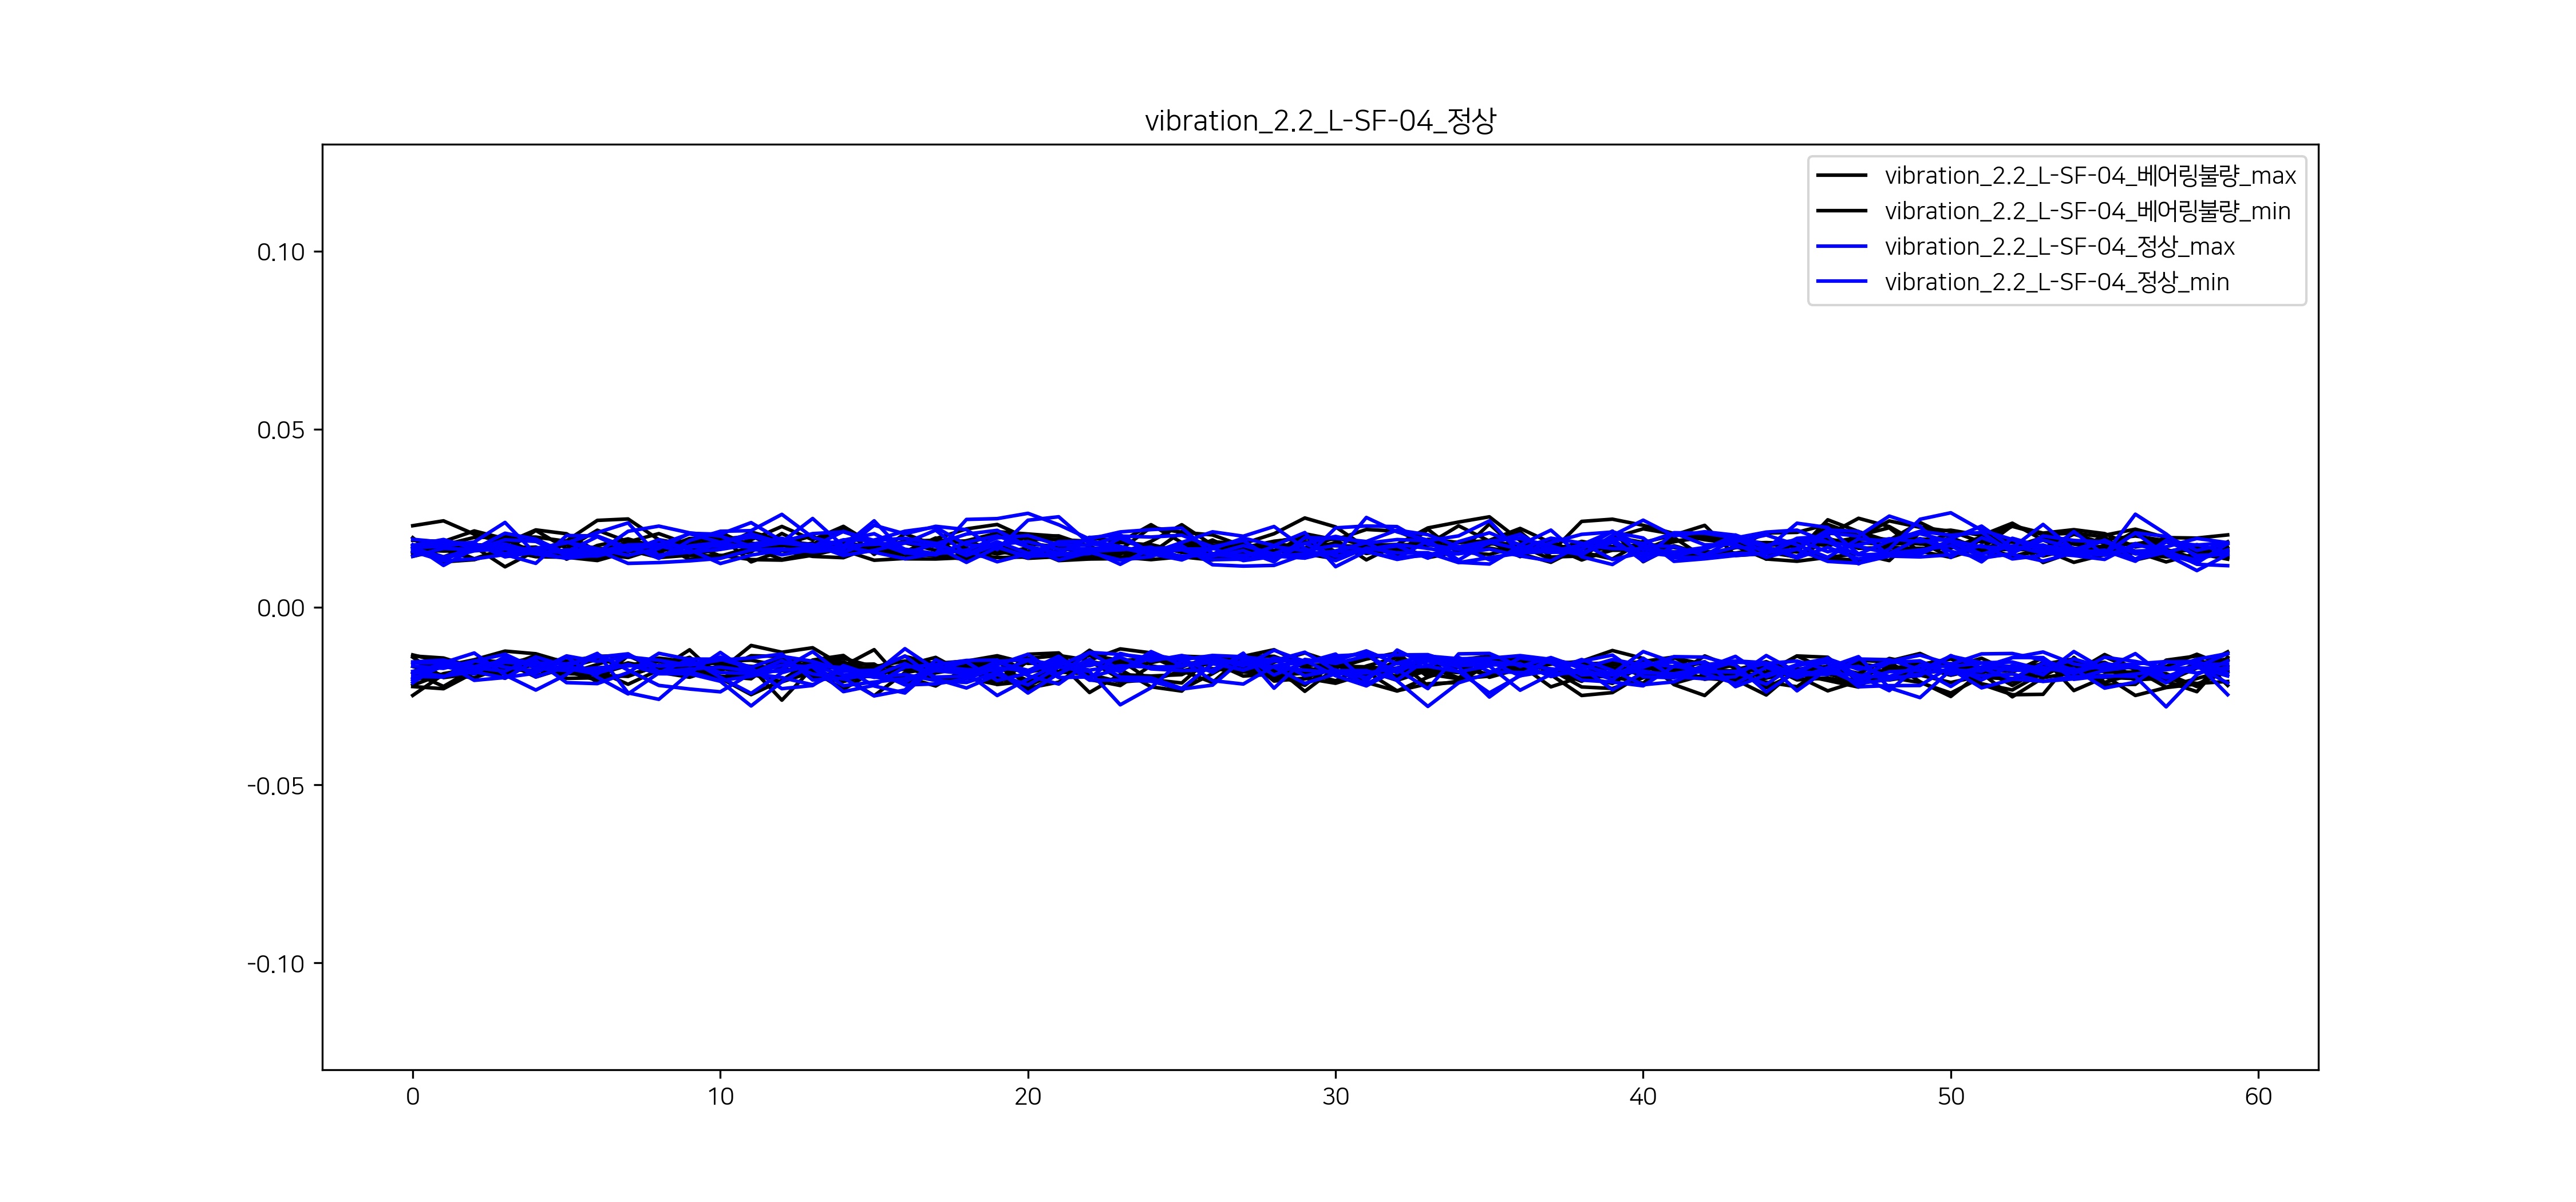 vibration_2.2_L-SF-04_정상
vibration_2.2_L-SF-04_베어링불량_max
vibration_2.2_L-SF-04_베어링불량_min
vibration_2.2_L-SF-04_정상_max
vibration_2.2_L-SF-04_정상_min
0.10
0.05
0.00
-0.05
-0.10
0 10 20 30 40 50 60